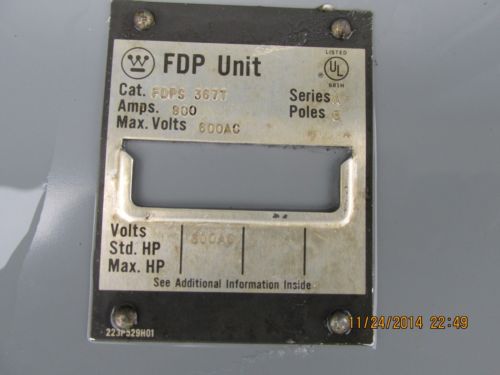 FDP Unit
LISTED
UL
®
Cat. FDPS 367T
Series
Amps. 800
Poles 3
Max. Volts 600AC
Volts
Std. HP
Max. HP
See Additional Information Inside
223P529H01
11/24/2014 22:49